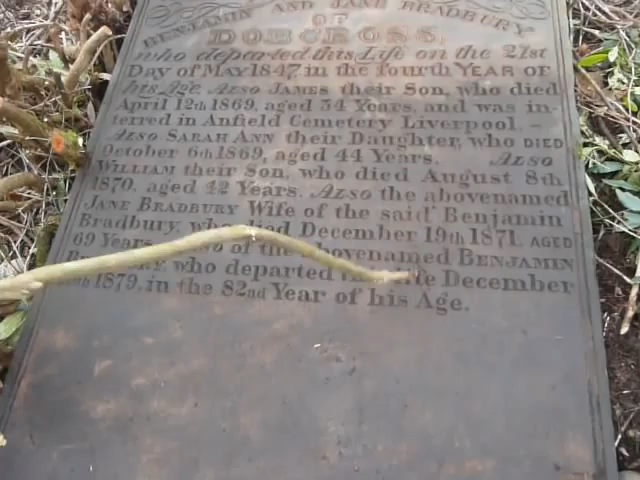 BENJAMIN AND JANE BRADBURY
OF
DOBCROSS,
who departed this Life on the 21st
Day of MAY 1847, in the fourth YEAR OF
his Age. ALSO JAMES their Son, who died
April 12th 1869, aged 34 Years, and was in-
terred in Anfield Cemetery Liverpool. –
ALSO SARAH ANN their Daughter, who DIED
October 6th 1869, aged 44 Years. ALSO
WILLIAM their Son, who died August 8th
1870, aged 42 Years. ALSO the abovenamed
JANE BRADBURY Wife of the said Benjamin
Bradbury, who died December 19th 1871, AGED
69 Years. of the abovenamed BENJAMIN
who departed Life December
1879, in the 82nd Year of his Age.